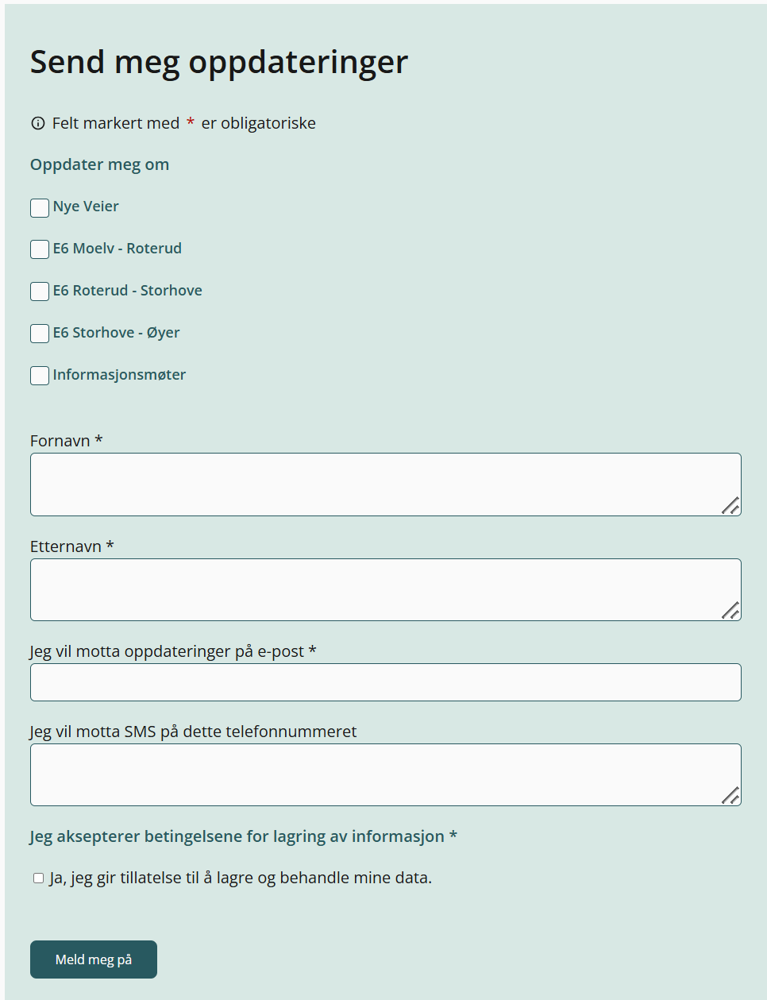 Send meg oppdateringer
Felt markert med * er obligatoriske
Oppdater meg om
Nye Veier
E6 Moelv - Roterud
E6 Roterud - Storhove
E6 Storhove - Øyer
Informasjonsmøter
Fornavn *
Etternavn *
Jeg vil motta oppdateringer på e-post *
Jeg vil motta SMS på dette telefonnummeret
Jeg aksepterer betingelsene for lagring av informasjon *
Ja, jeg gir tillatelse til å lagre og behandle mine data.
Meld meg på